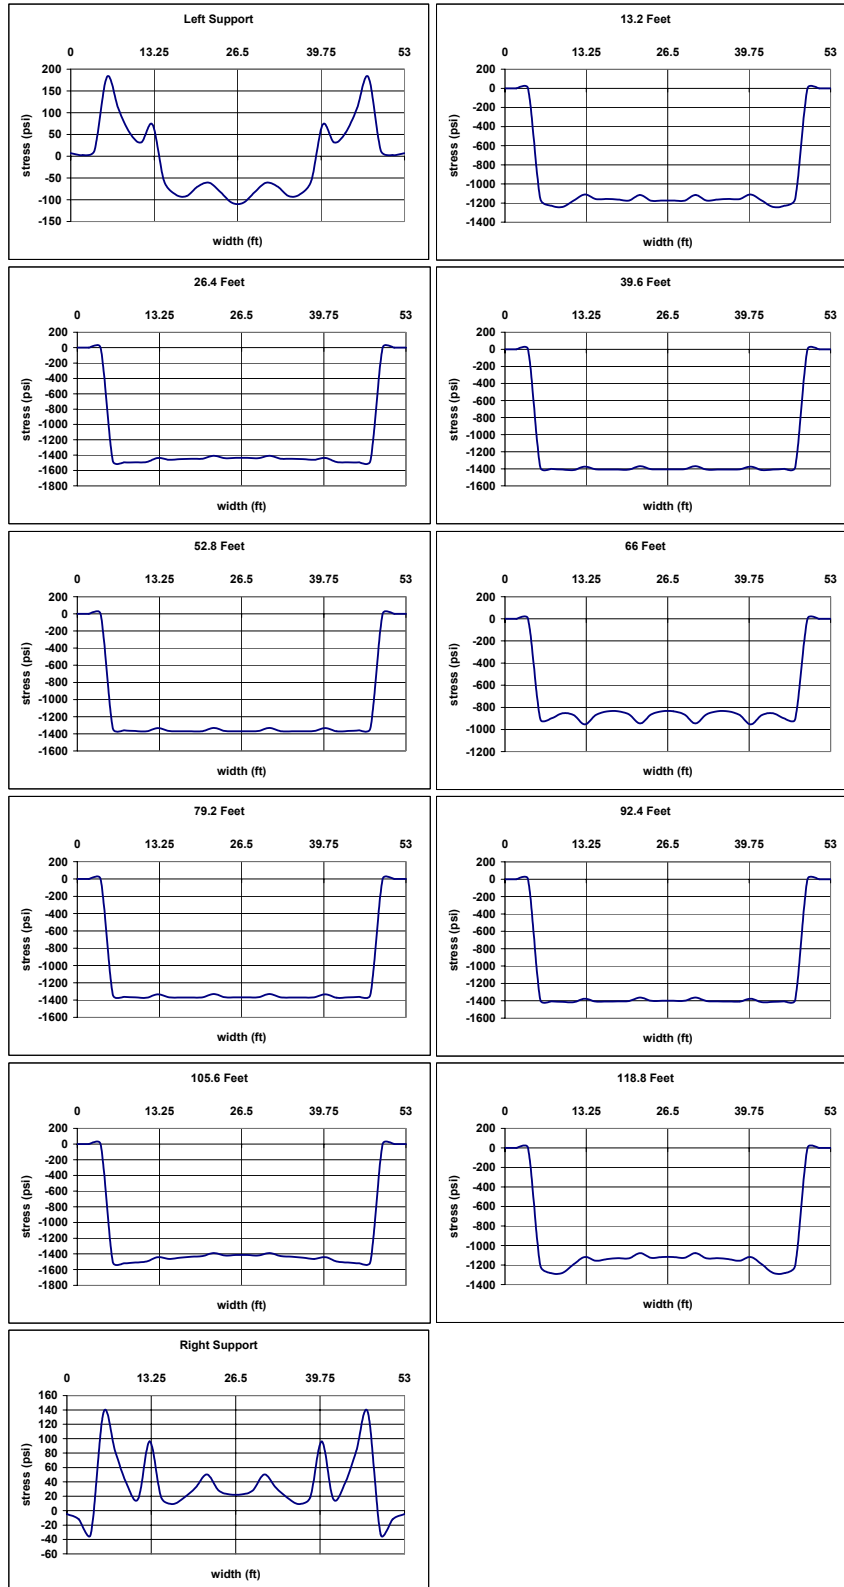 Left Support
0 13.25 26.5 39.75 53
200
150
100
50
0
-50
-100
-150
stress (psi)
width (ft)
13.2 Feet
0 13.25 26.5 39.75 53
200
0
-200
-400
-600
-800
-1000
-1200
-1400
stress (psi)
width (ft)
26.4 Feet
0 13.25 26.5 39.75 53
200
0
-200
-400
-600
-800
-1000
-1200
-1400
-1600
-1800
stress (psi)
width (ft)
39.6 Feet
0 13.25 26.5 39.75 53
200
0
-200
-400
-600
-800
-1000
-1200
-1400
-1600
stress (psi)
width (ft)
52.8 Feet
0 13.25 26.5 39.75 53
200
0
-200
-400
-600
-800
-1000
-1200
-1400
-1600
stress (psi)
width (ft)
66 Feet
0 13.25 26.5 39.75 53
200
0
-200
-400
-600
-800
-1000
-1200
stress (psi)
width (ft)
79.2 Feet
0 13.25 26.5 39.75 53
200
0
-200
-400
-600
-800
-1000
-1200
-1400
-1600
stress (psi)
width (ft)
92.4 Feet
0 13.25 26.5 39.75 53
200
0
-200
-400
-600
-800
-1000
-1200
-1400
-1600
stress (psi)
width (ft)
105.6 Feet
0 13.25 26.5 39.75 53
200
0
-200
-400
-600
-800
-1000
-1200
-1400
-1600
-1800
stress (psi)
width (ft)
118.8 Feet
0 13.25 26.5 39.75 53
200
0
-200
-400
-600
-800
-1000
-1200
-1400
stress (psi)
width (ft)
Right Support
0 13.25 26.5 39.75 53
160
140
120
100
80
60
40
20
0
-20
-40
-60
stress (psi)
width (ft)